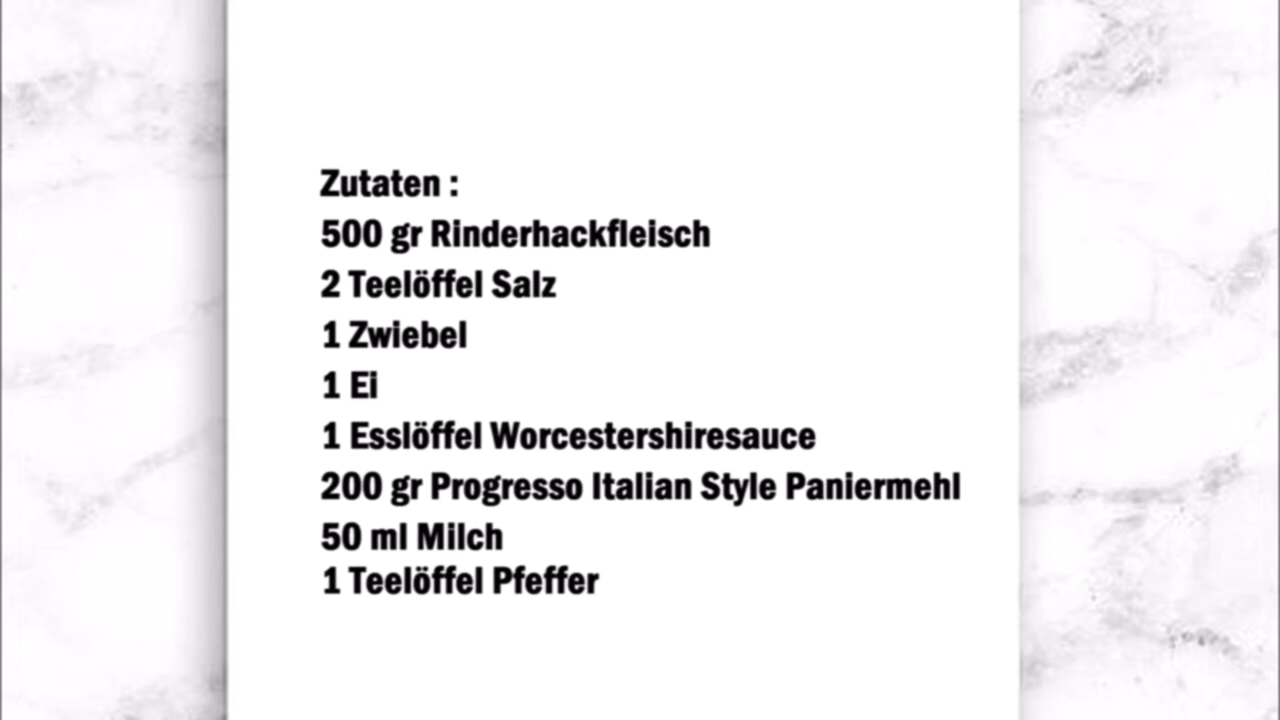 Zutaten :
500 gr Rinderhackfleisch
2 Teelöffel Salz
1 Zwiebel
1 Ei
1 Esslöffel Worcestershiresauce
200 gr Progresso Italian Style Paniermehl
50 ml Milch
1 Teelöffel Pfeffer